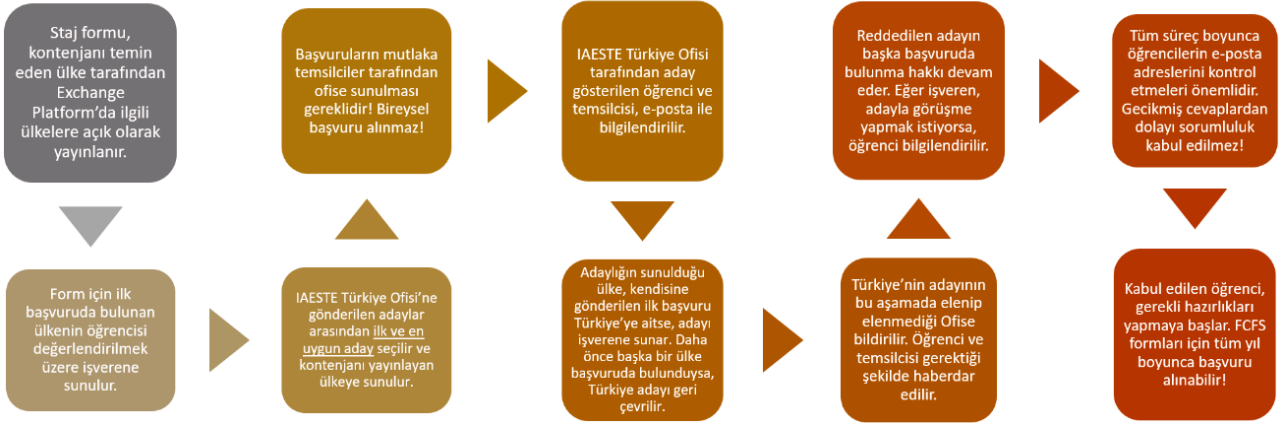 Staj formu,
kontenjanı temin
eden ülke tarafından
Exchange
Platform’da ilgili
ülkelere açık olarak
yayınlanır.
Form için ilk
başvuruda bulunan
ülkenin öğrencisi
değerlendirilmek
üzere işverene
sunulur.
IAESTE Türkiye Ofisi’ne
gönderilen adaylar
arasından ilk ve en
uygun aday seçilir ve
kontenjanı yayınlayan
ülkeye sunulur.
Başvuruların mutlaka
temsilciler tarafından
ofise sunulması
gereklidir! Bireysel
başvuru alınmaz!
IAESTE Türkiye Ofisi
tarafından aday
gösterilen öğrenci ve
temsilcisi, e-posta ile
bilgilendirilir.
Adaylığın sunulduğu
ülke, kendisine
gönderilen ilk başvuru
Türkiye’ye aitse, adayı
işverene sunar. Daha
önce başka bir ülke
başvuruda bulunduysa,
Türkiye adayı geri
çevrilir.
Türkiye’nin adayının
bu aşamada elenip
elenmediği Ofise
bildirilir. Öğrenci ve
temsilcisi gerektiği
şekilde haberdar
edilir.
Reddedilen adayın
başka başvuruda
bulunma hakkı devam
eder. Eğer işveren,
adayla görüşme
yapmak istiyorsa,
öğrenci bilgilendirilir.
Tüm süreç boyunca
öğrencilerin e-posta
adreslerini kontrol
etmeleri önemlidir.
Gecikmiş cevaplardan
dolayı sorumluluk
kabul edilmez!
Kabul edilen öğrenci,
gerekli hazırlıkları
yapmaya başlar. FCFS
formları için tüm yıl
boyunca başvuru
alınabilir!